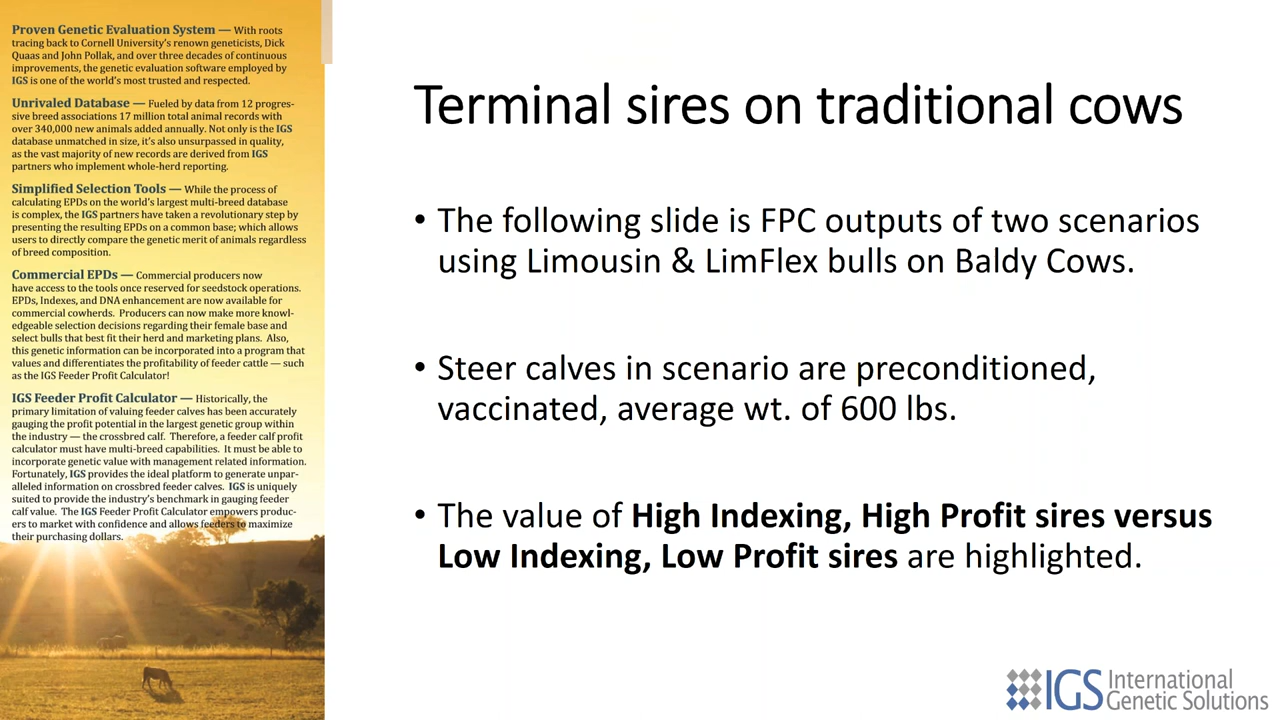 Proven Genetic Evaluation System — With roots
tracing back to Cornell University's renown geneticists, Dick
Quaas and John Pollak, and over three decades of continuous
improvements, the genetic evaluation software employed by
IGS is one of the world's most trusted and respected.
Unrivaled Database — Fueled by data from 12 progres-
sive breed associations 17 million total animal records with
over 340,000 new animals added annually. Not only is the IGS
database unmatched in size, it's also unsurpassed in quality,
as the vast majority of new records are derived from IGS
partners who implement whole-herd reporting.
Simplified Selection Tools — While the process of
calculating EPDs on the world's largest multi-breed database
is complex, the IGS partners have taken a revolutionary step by
presenting the resulting EPDs on a common base; which allows
users to directly compare the genetic merit of animals regardless
of breed composition.
Commercial EPDs — Commercial producers now
have access to the tools once reserved for seedstock operations.
EPDs, Indexes, and DNA enhancement are now available for
commercial cowherds. Producers can now make more knowl-
edgeable selection decisions regarding their female base and
select bulls that best fit their herd and marketing plans. Also,
this genetic information can be incorporated into a program that
values and differentiates the profitability of feeder cattle — such
as the IGS Feeder Profit Calculator!
IGS Feeder Profit Calculator — Historically, the
primary limitation of valuing feeder calves has been accurately
gauging the profit potential in the largest genetic group within
the industry — the crossbred calf. Therefore, a feeder calf profit
calculator must have multi-breed capabilities. It must be able to
incorporate genetic value with management related information.
Fortunately, IGS provides the ideal platform to generate unpar-
alleled information on crossbred feeder calves. IGS is uniquely
suited to provide the industry's benchmark in gauging feeder
calf value. The IGS Feeder Profit Calculator empowers produc-
ers to market with confidence and allows feeders to maximize
their purchasing dollars.
Terminal sires on traditional cows
• The following slide is FPC outputs of two scenarios
using Limousin & LimFlex bulls on Baldy Cows.
• Steer calves in scenario are preconditioned,
vaccinated, average wt. of 600 lbs.
• The value of High Indexing, High Profit sires versus
Low Indexing, Low Profit sires are highlighted.
IGS International
Genetic Solutions